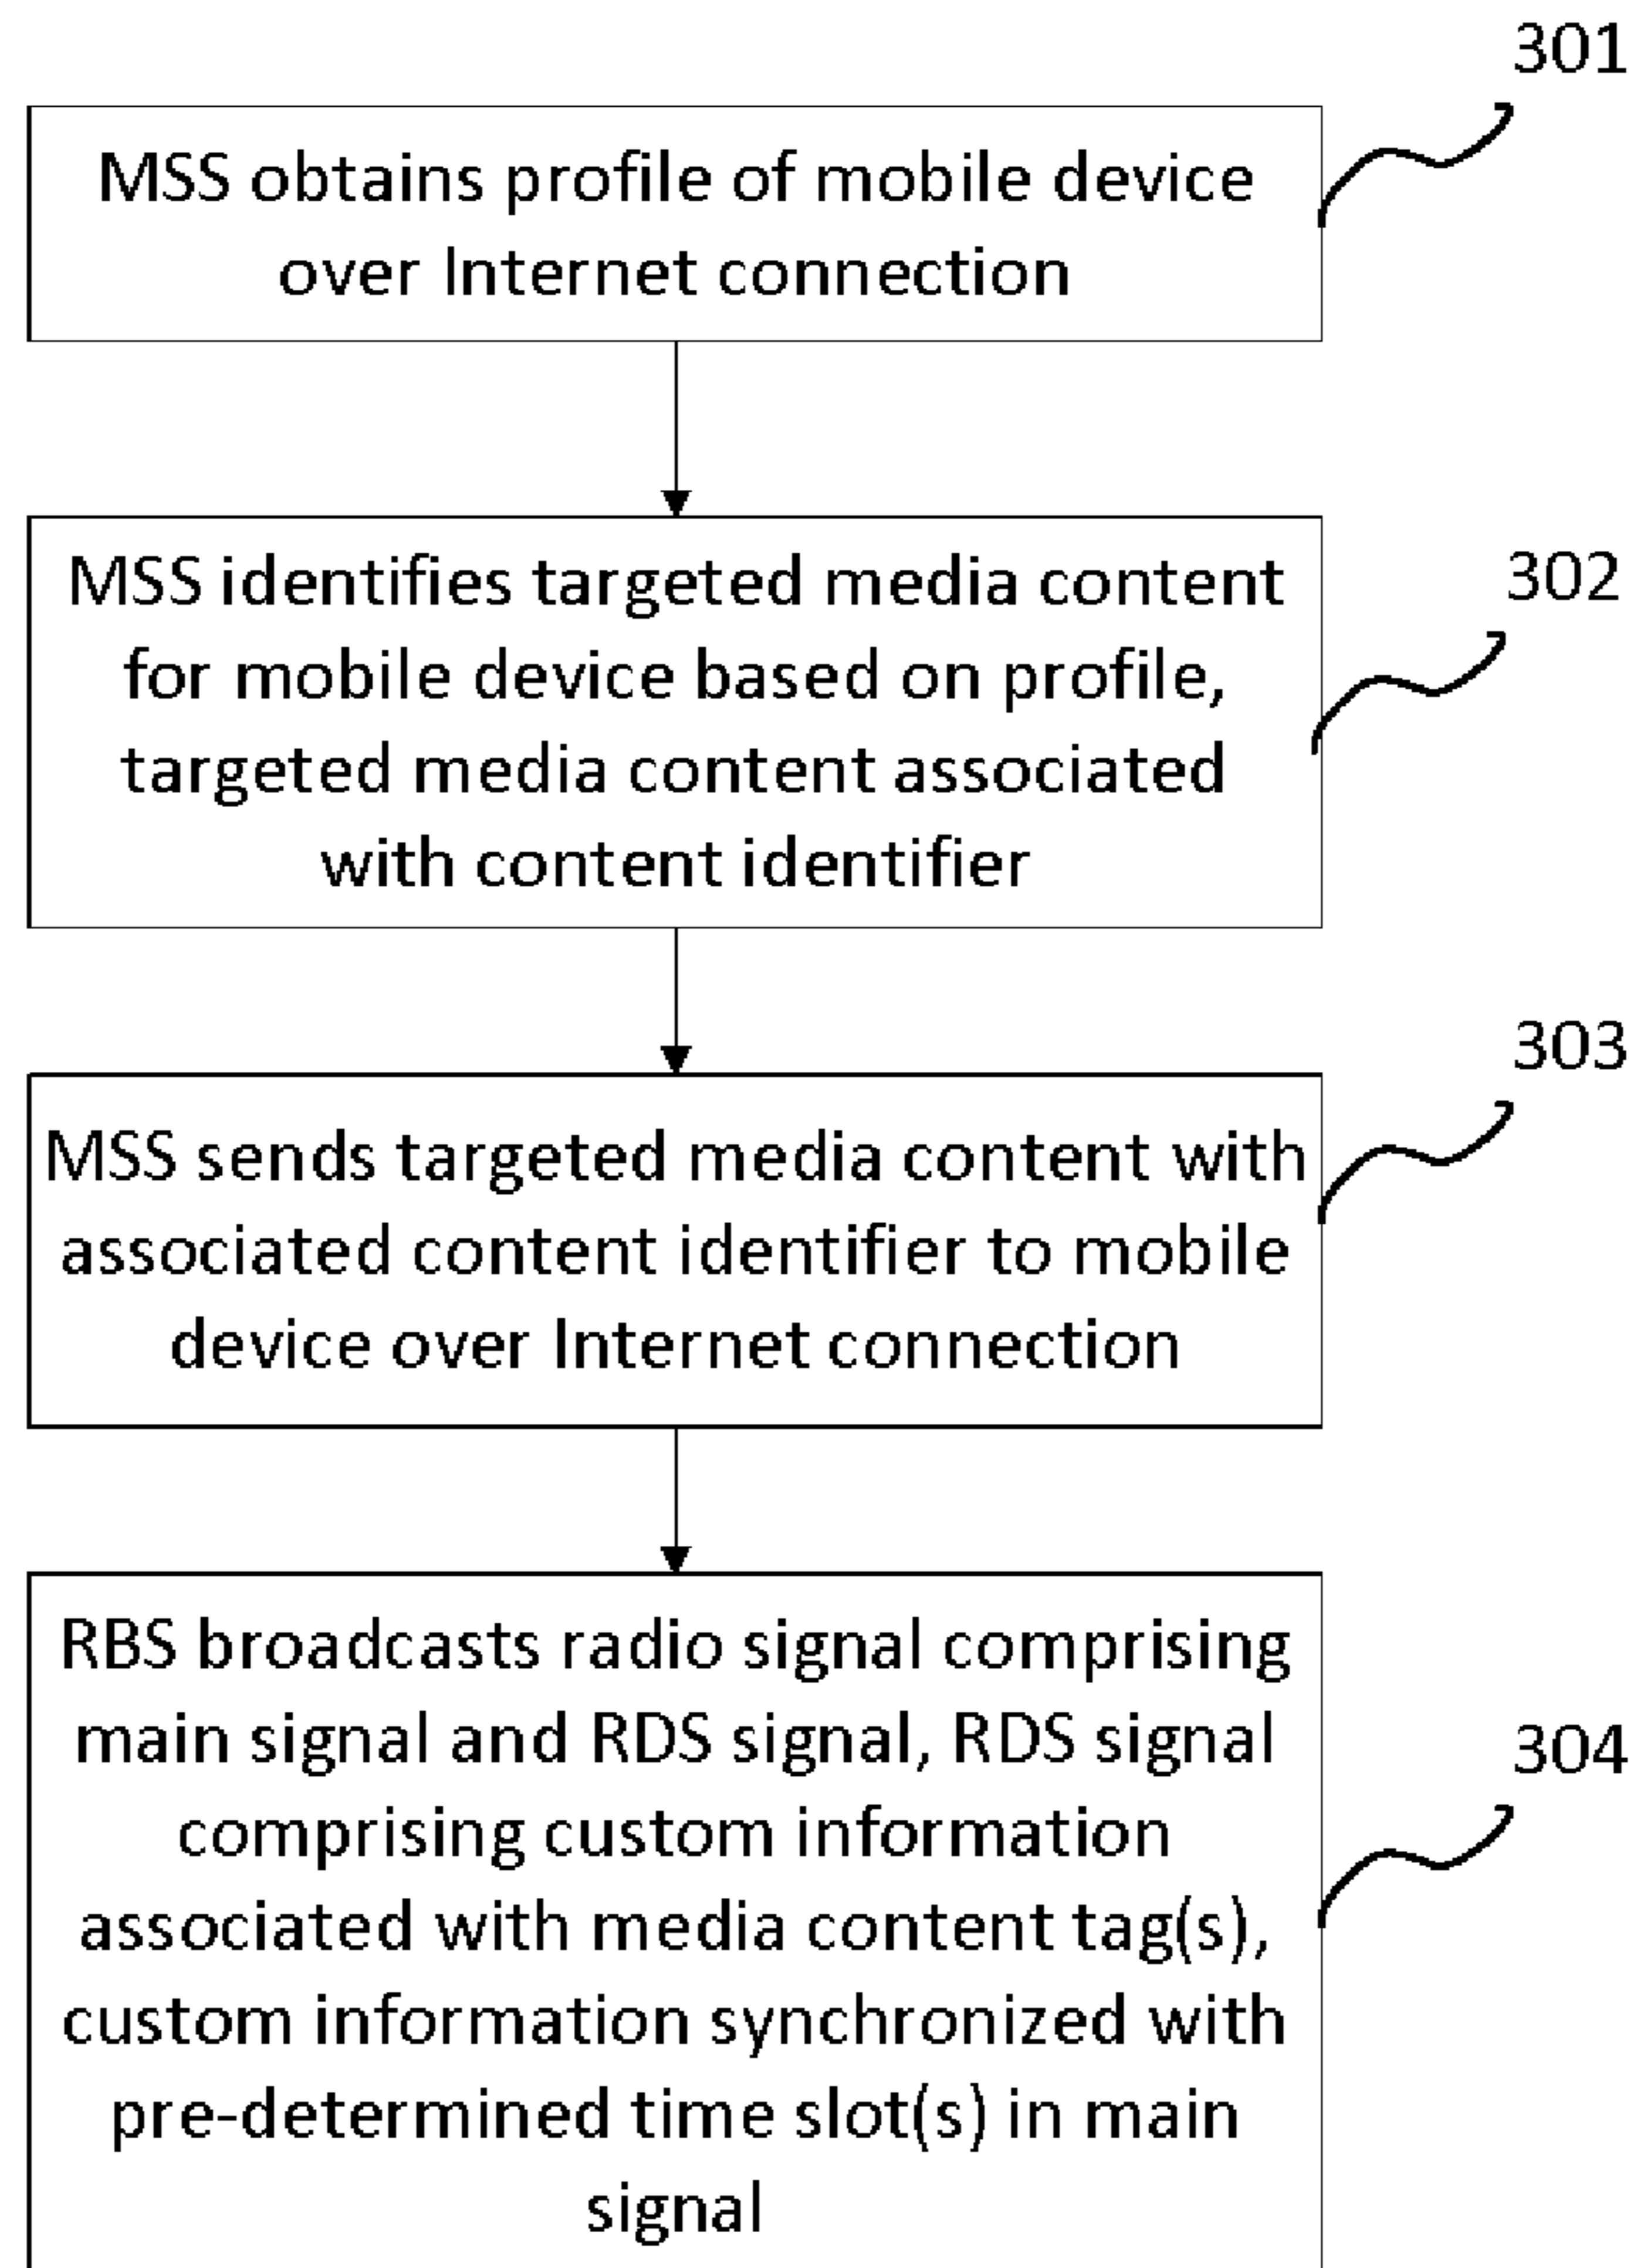 301
MSS obtains profile of mobile device
over Internet connection
302
MSS identifies targeted media content
for mobile device based on profile,
targeted media content associated
with content identifier
303
MSS sends targeted media content with
associated content identifier to mobile
device over Internet connection
304
RBS broadcasts radio signal comprising
main signal and RDS signal, RDS signal
comprising custom information
associated with media content tag(s),
custom information synchronized with
pre-determined time slot(s) in main
signal